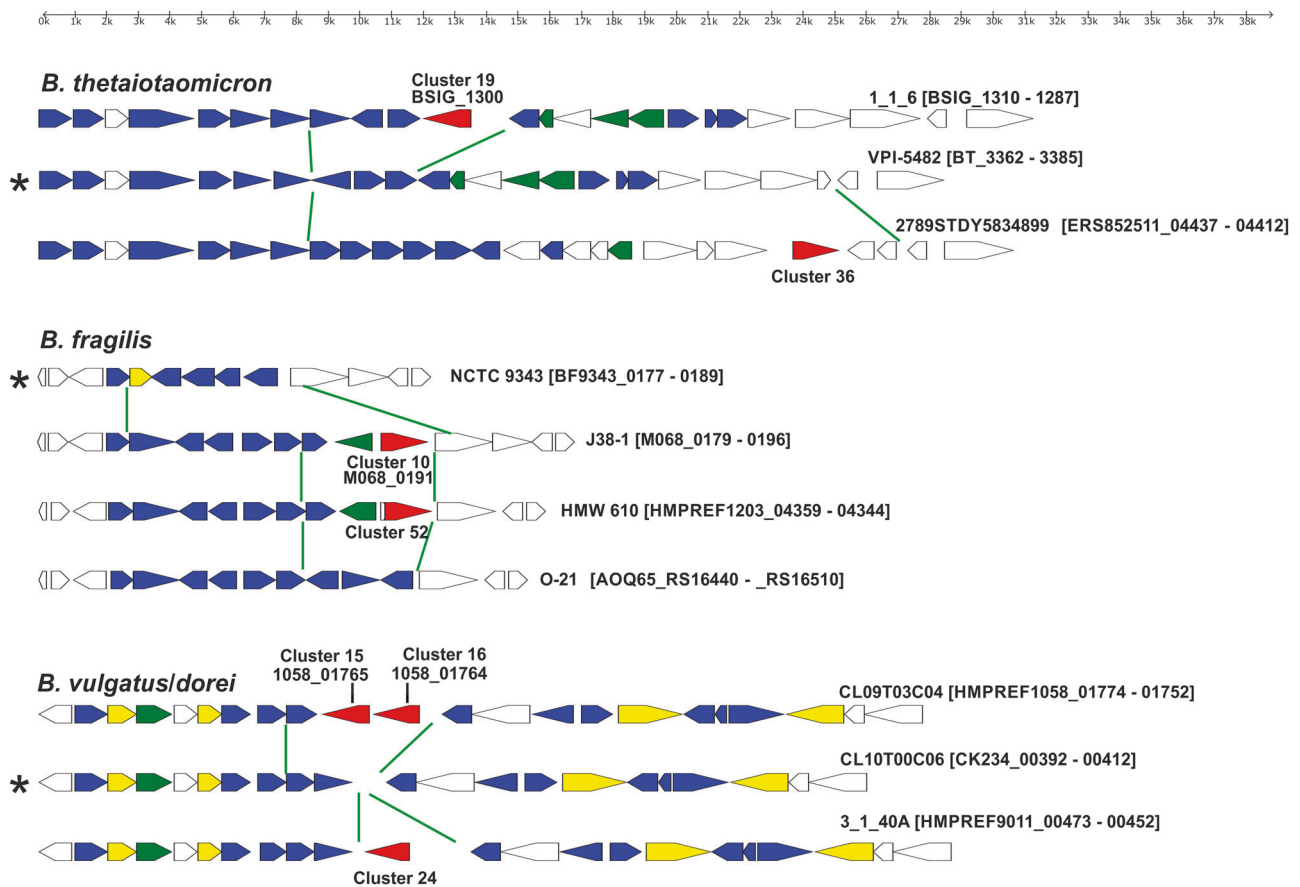 0k 1k 2k 3k 4k 5k 6k 7k 8k 9k 10k 11k 12k 13k 14k 15k 16k 17k 18k 19k 20k 21k 22k 23k 24k 25k 26k 27k 28k 29k 30k 31k 32k 33k 34k 35k 36k 37k 38k
B. thetaiotaomicron
Cluster 19
BSIG_1300
1_1_6 [BSIG_1310 - 1287]
* VPI-5482 [BT_3362 - 3385]
2789STDY5834899 [ERS852511_04437 - 04412]
Cluster 36
B. fragilis
* NCTC 9343 [BF9343_0177 - 0189]
J38-1 [M068_0179 - 0196]
Cluster 10
M068_0191
HMW 610 [HMPREF1203_04359 - 04344]
Cluster 52
O-21 [AOQ65_RS16440 - _RS16510]
B. vulgatus/dorei
Cluster 15
1058_01765
Cluster 16
1058_01764
CL09T03C04 [HMPREF1058_01774 - 01752]
* CL10T00C06 [CK234_00392 - 00412]
3_1_40A [HMPREF9011_00473 - 00452]
Cluster 24